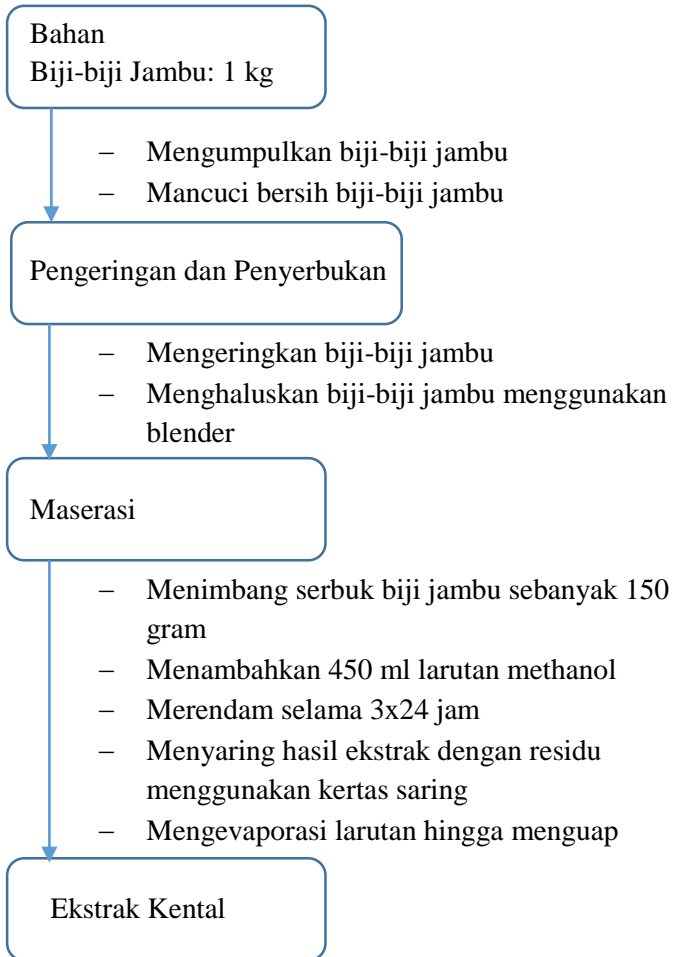 Bahan
Biji-biji Jambu: 1 kg
– Mengumpulkan biji-biji jambu
– Mancuci bersih biji-biji jambu
Pengeringan dan Penyerbukan
– Mengeringkan biji-biji jambu
– Menghaluskan biji-biji jambu menggunakan
blender
Maserasi
– Menimbang serbuk biji jambu sebanyak 150
gram
– Menambahkan 450 ml larutan methanol
– Merendam selama 3x24 jam
– Menyaring hasil ekstrak dengan residu
menggunakan kertas saring
– Mengevaporasi larutan hingga menguap
Ekstrak Kental